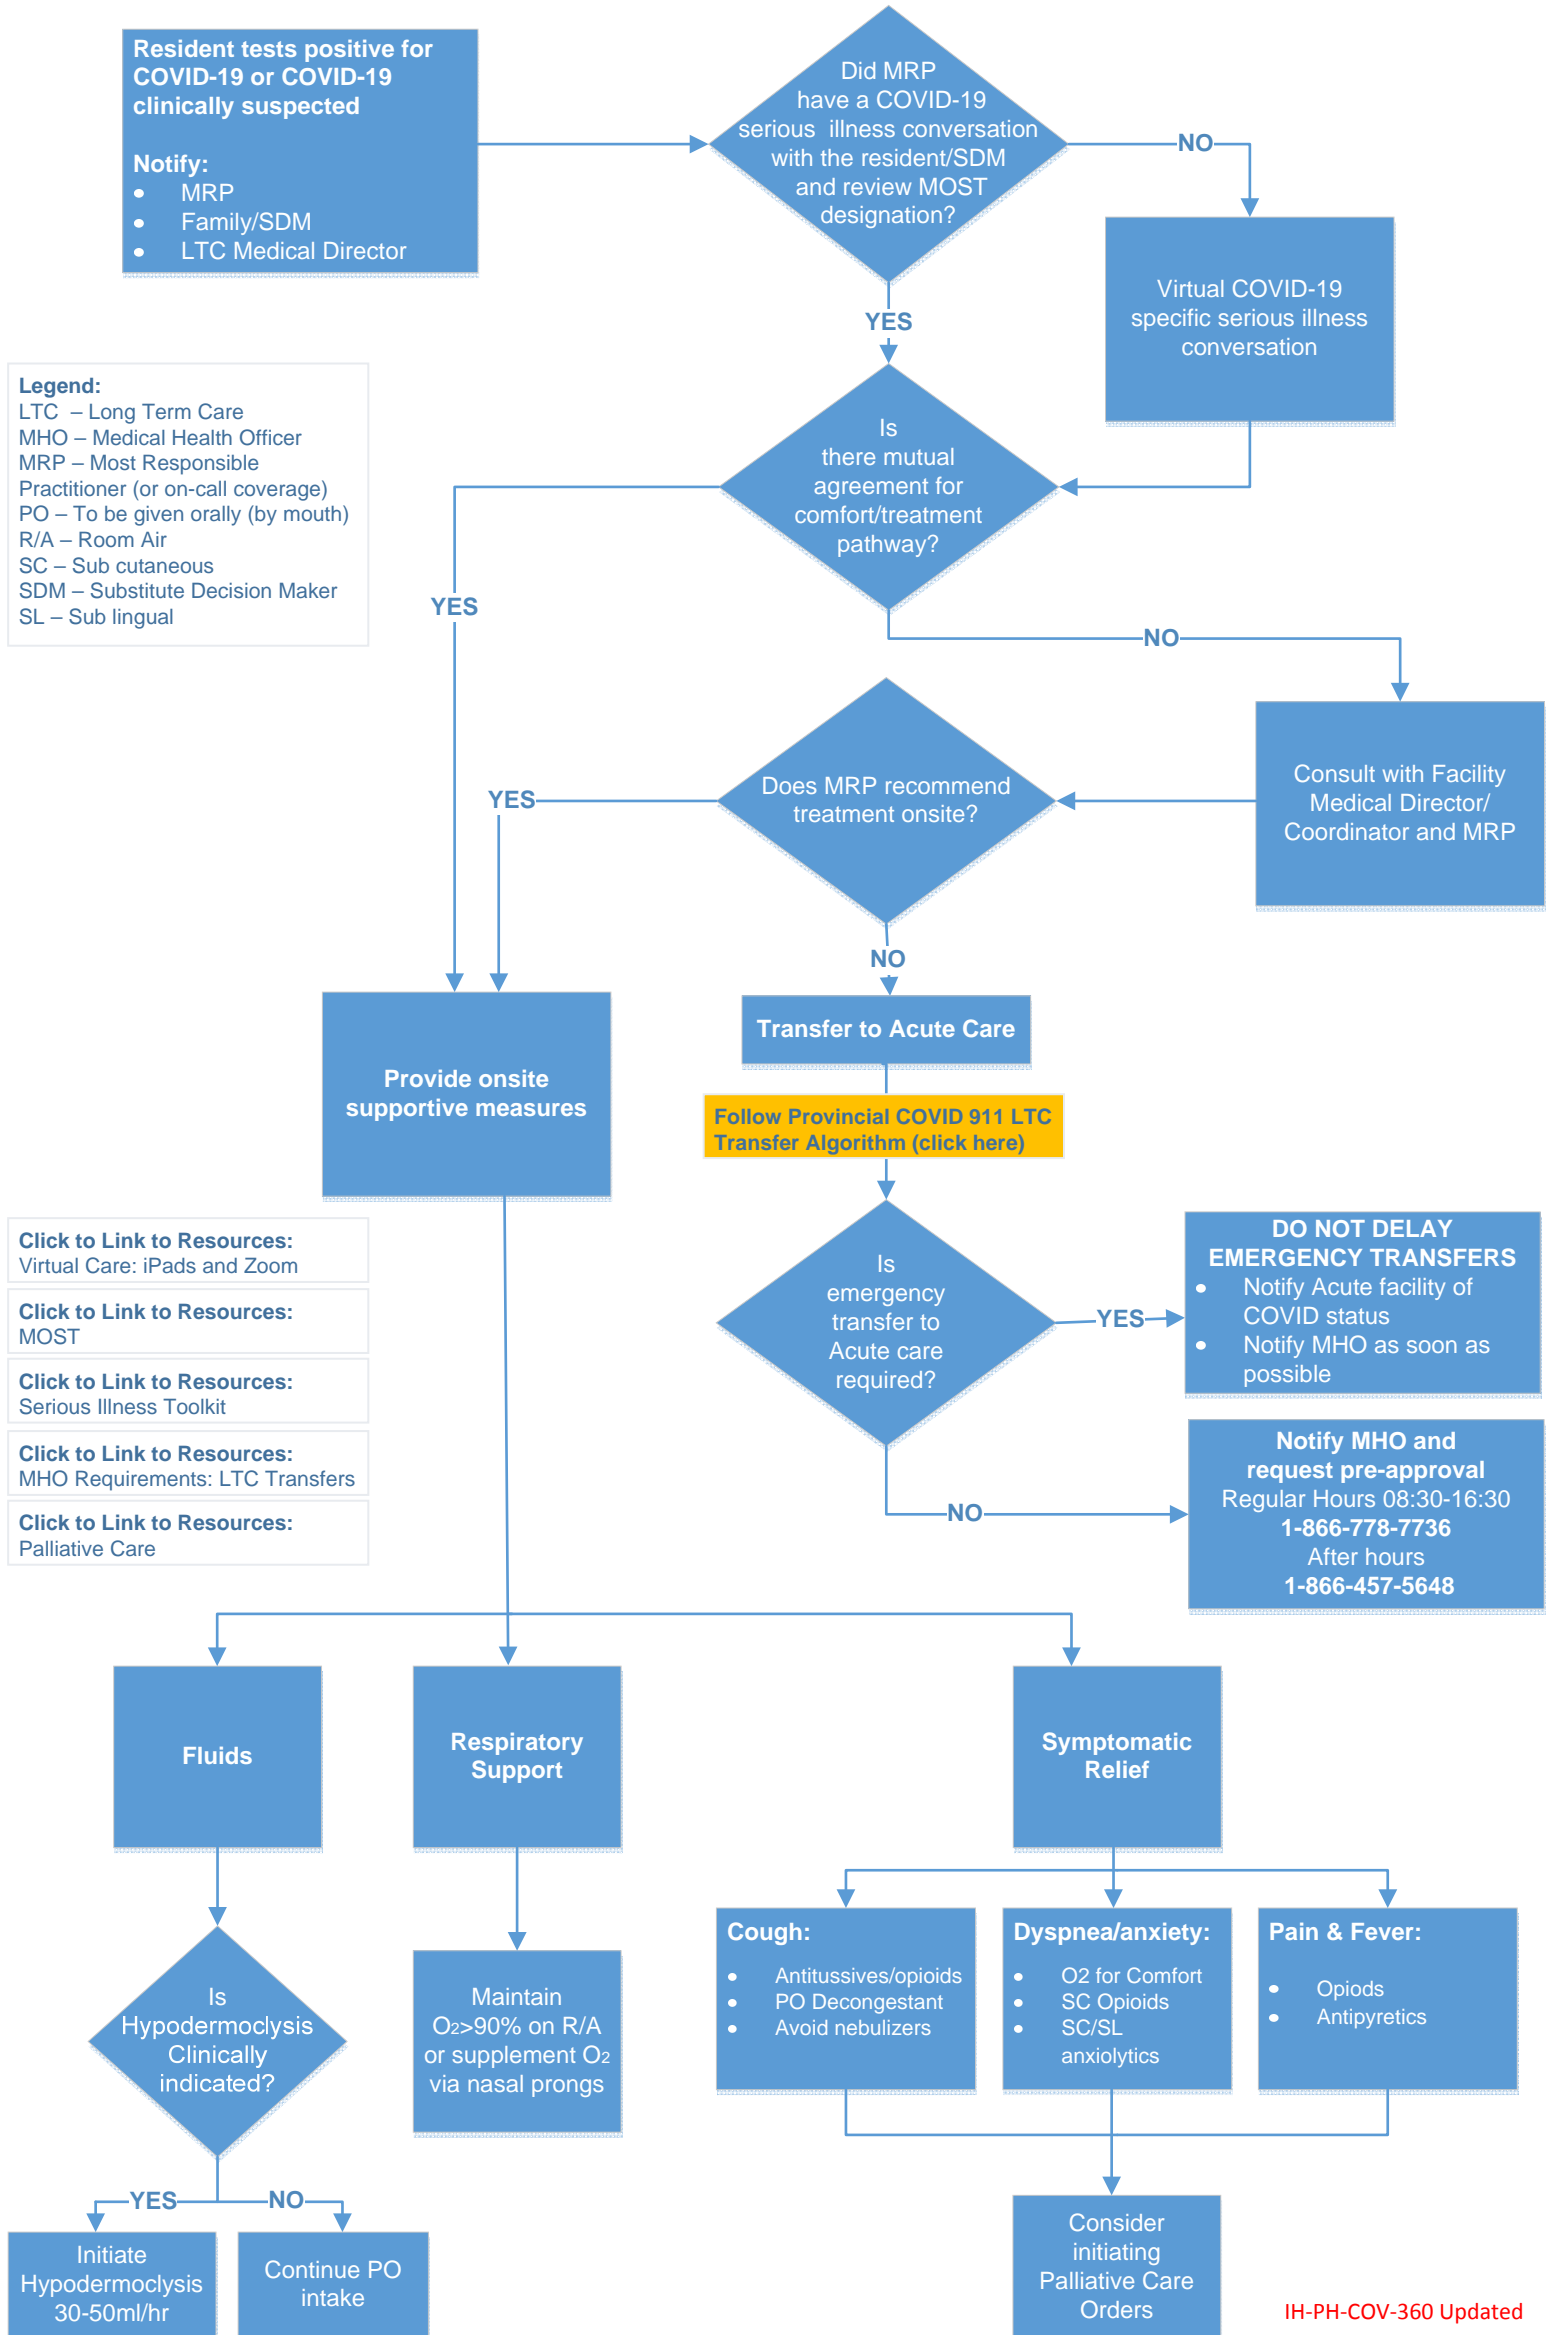 Resident tests positive for
COVID-19 or COVID-19
clinically suspected
Notify:
• MRP
• Family/SDM
• LTC Medical Director
Did MRP
have a COVID-19
serious illness conversation
with the resident/SDM
and review MOST
designation?
NO
Virtual COVID-19
specific serious illness
conversation
YES
Legend:
LTC – Long Term Care
MHO – Medical Health Officer
MRP – Most Responsible
Practitioner (or on-call coverage)
PO – To be given orally (by mouth)
R/A – Room Air
SC – Sub cutaneous
SDM – Substitute Decision Maker
SL – Sub lingual
Is
there mutual
agreement for
comfort/treatment
pathway?
YES
NO
Consult with Facility
Medical Director/
Coordinator and MRP
Does MRP recommend
treatment onsite?
YES
NO
Provide onsite
supportive measures
Transfer to Acute Care
Follow Provincial COVID 911 LTC
Transfer Algorithm (click here)
Is
emergency
transfer to
Acute care
required?
YES
DO NOT DELAY
EMERGENCY TRANSFERS
• Notify Acute facility of
COVID status
• Notify MHO as soon as
possible
NO
Notify MHO and
request pre-approval
Regular Hours 08:30-16:30
1-866-778-7736
After hours
1-866-457-5648
Click to Link to Resources:
Virtual Care: iPads and Zoom
Click to Link to Resources:
MOST
Click to Link to Resources:
Serious Illness Toolkit
Click to Link to Resources:
MHO Requirements: LTC Transfers
Click to Link to Resources:
Palliative Care
Fluids
Respiratory
Support
Symptomatic
Relief
Is
Hypodermoclysis
Clinically
indicated?
YES
NO
Initiate
Hypodermoclysis
30-50ml/hr
Continue PO
intake
Maintain
O2>90% on R/A
or supplement O2
via nasal prongs
Cough:
• Antitussives/opioids
• PO Decongestant
• Avoid nebulizers
Dyspnea/anxiety:
• O2 for Comfort
• SC Opioids
• SC/SL
anxiolytics
Pain & Fever:
• Opiods
• Antipyretics
Consider
initiating
Palliative Care
Orders
IH-PH-COV-360 Updated